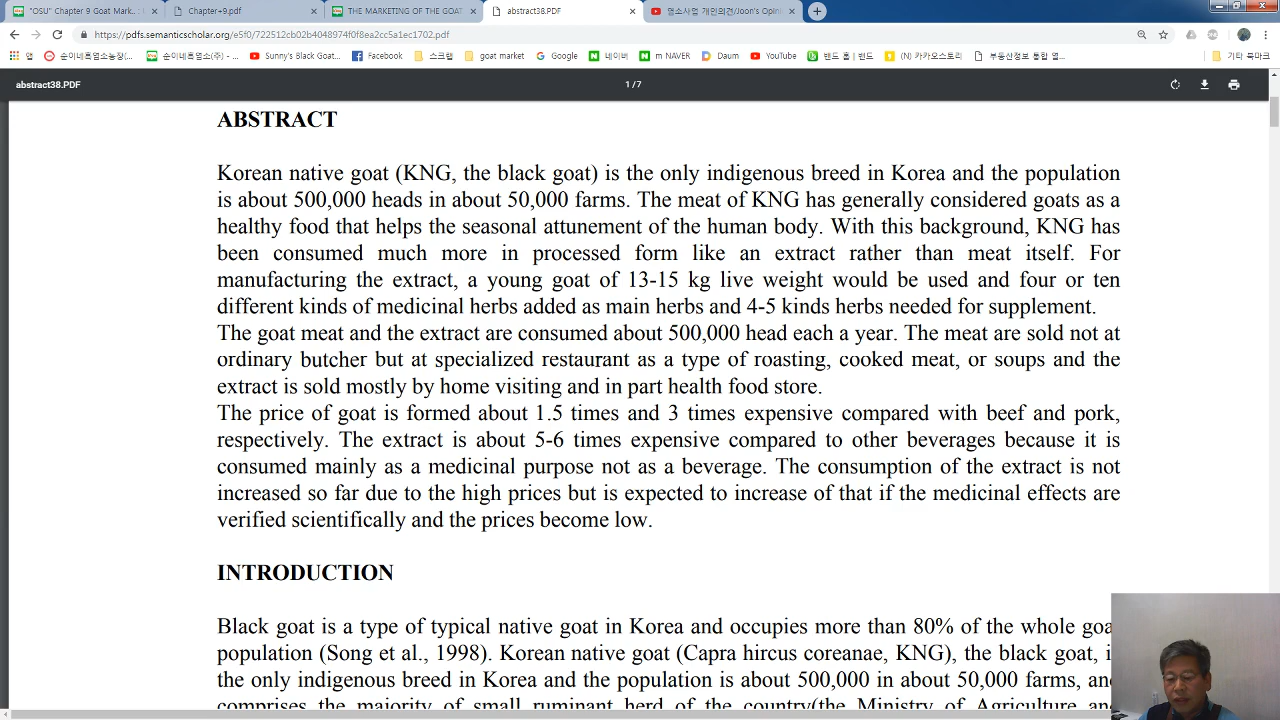 "OSU" Chapter 9 Goat Mark..
Chapter+9.pdf
THE MARKETING OF THE GOAT
abstract38.PDF
염소사업 개인의견/Joon's Opini
https://pdfs.semanticscholar.org/e5f0/722512cb02b4048974f0f8ea2cc5a1ec1702.pdf
앱
순이네흑염소농장/...
순이네흑염소(주) - ...
Sunny's Black Goat...
Facebook
스크랩
goat market
Google
네이버
m NAVER
Daum
YouTube
밴드 홈 | 밴드
(N) 카카오스토리
부동산정보 통합 열...
기타 북마크
abstract38.PDF
1 / 7
ABSTRACT
Korean native goat (KNG, the black goat) is the only indigenous breed in Korea and the population
is about 500,000 heads in about 50,000 farms. The meat of KNG has generally considered goats as a
healthy food that helps the seasonal attunement of the human body. With this background, KNG has
been consumed much more in processed form like an extract rather than meat itself. For
manufacturing the extract, a young goat of 13-15 kg live weight would be used and four or ten
different kinds of medicinal herbs added as main herbs and 4-5 kinds herbs needed for supplement.
The goat meat and the extract are consumed about 500,000 head each a year. The meat are sold not at
ordinary butcher but at specialized restaurant as a type of roasting, cooked meat, or soups and the
extract is sold mostly by home visiting and in part health food store.
The price of goat is formed about 1.5 times and 3 times expensive compared with beef and pork,
respectively. The extract is about 5-6 times expensive compared to other beverages because it is
consumed mainly as a medicinal purpose not as a beverage. The consumption of the extract is not
increased so far due to the high prices but is expected to increase of that if the medicinal effects are
verified scientifically and the prices become low.
INTRODUCTION
Black goat is a type of typical native goat in Korea and occupies more than 80% of the whole goa
population (Song et al., 1998). Korean native goat (Capra hircus coreanae, KNG), the black goat, i
the only indigenous breed in Korea and the population is about 500,000 in about 50,000 farms, and
comprises the majority of small ruminant herd of the country(the Ministry of Agriculture and